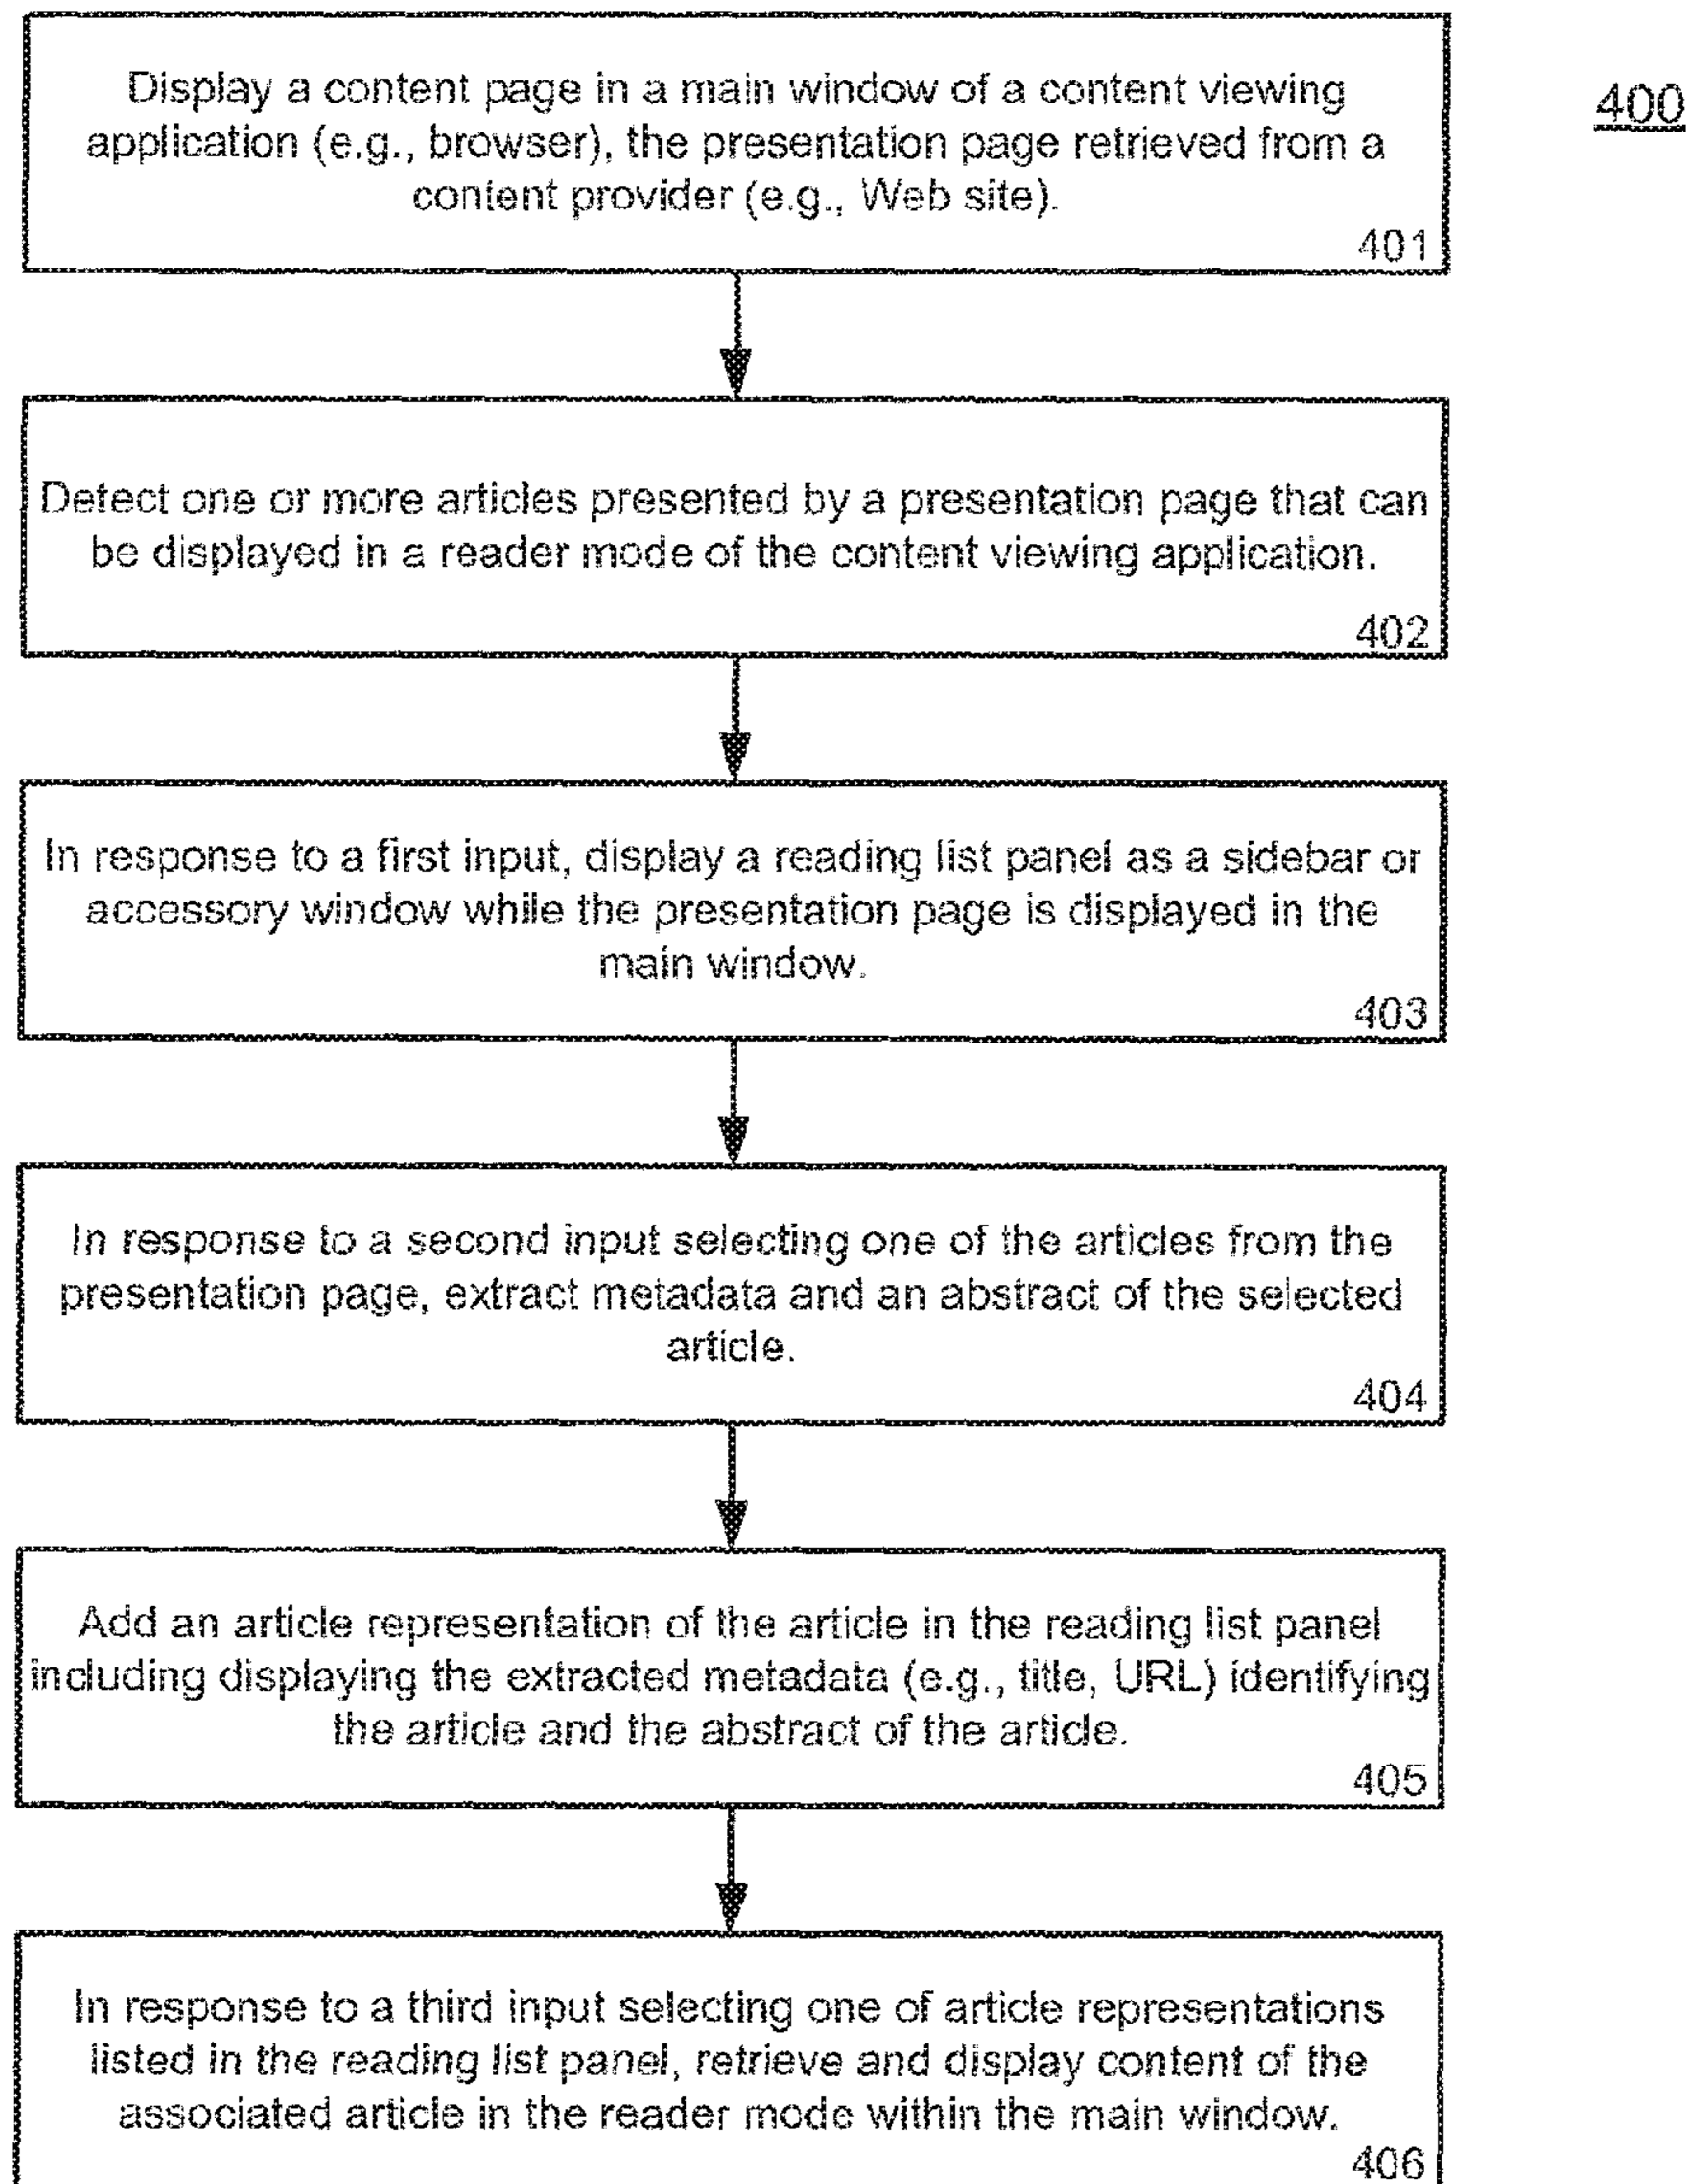 Display a content page in a main window of a content viewing
application (e.g., browser), the presentation page retrieved from a
content provider (e.g., Web site).
401
400
Detect one or more articles presented by a presentation page that can
be displayed in a reader mode of the content viewing application.
402
In response to a first input, display a reading list panel as a sidebar or
accessory window while the presentation page is displayed in the
main window.
403
In response to a second input selecting one of the articles from the
presentation page, extract metadata and an abstract of the selected
article.
404
Add an article representation of the article in the reading list panel
including displaying the extracted metadata (e.g., title, URL) identifying
the article and the abstract of the article.
405
In response to a third input selecting one of article representations
listed in the reading list panel, retrieve and display content of the
associated article in the reader mode within the main window.
406